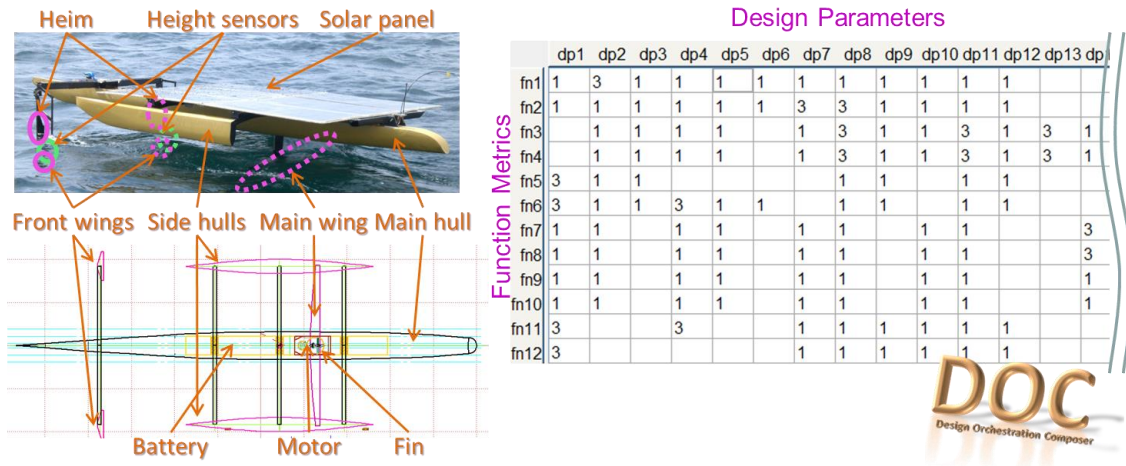 Heim Height sensors Solar panel
Front wings Side hulls Main wing Main hull
Battery Motor Fin
Design Parameters
Function Metrics
dp1 dp2 dp3 dp4 dp5 dp6 dp7 dp8 dp9 dp10 dp11 dp12 dp13
fn1 1 3 1 1 1 1 1 1 1 1 1 1
fn2 1 1 1 1 1 1 3 3 1 1 1 1
fn3 1 1 1 1 1 3 1 1 3 1 3 1
fn4 1 1 1 1 1 3 1 1 3 1 3 1
fn5 3 1 1 1 1 1 1
fn6 3 1 1 3 1 1 1 1 1 1
fn7 1 1 1 1 1 1 1 1 3
fn8 1 1 1 1 1 1 1 1 3
fn9 1 1 1 1 1 1 1 1 1
fn10 1 1 1 1 1 1 1 1 1
fn11 3 3 1 1 1 1 1 1
fn12 3 1 1 1 1 1 1
DOC
Design Orchestration Composer